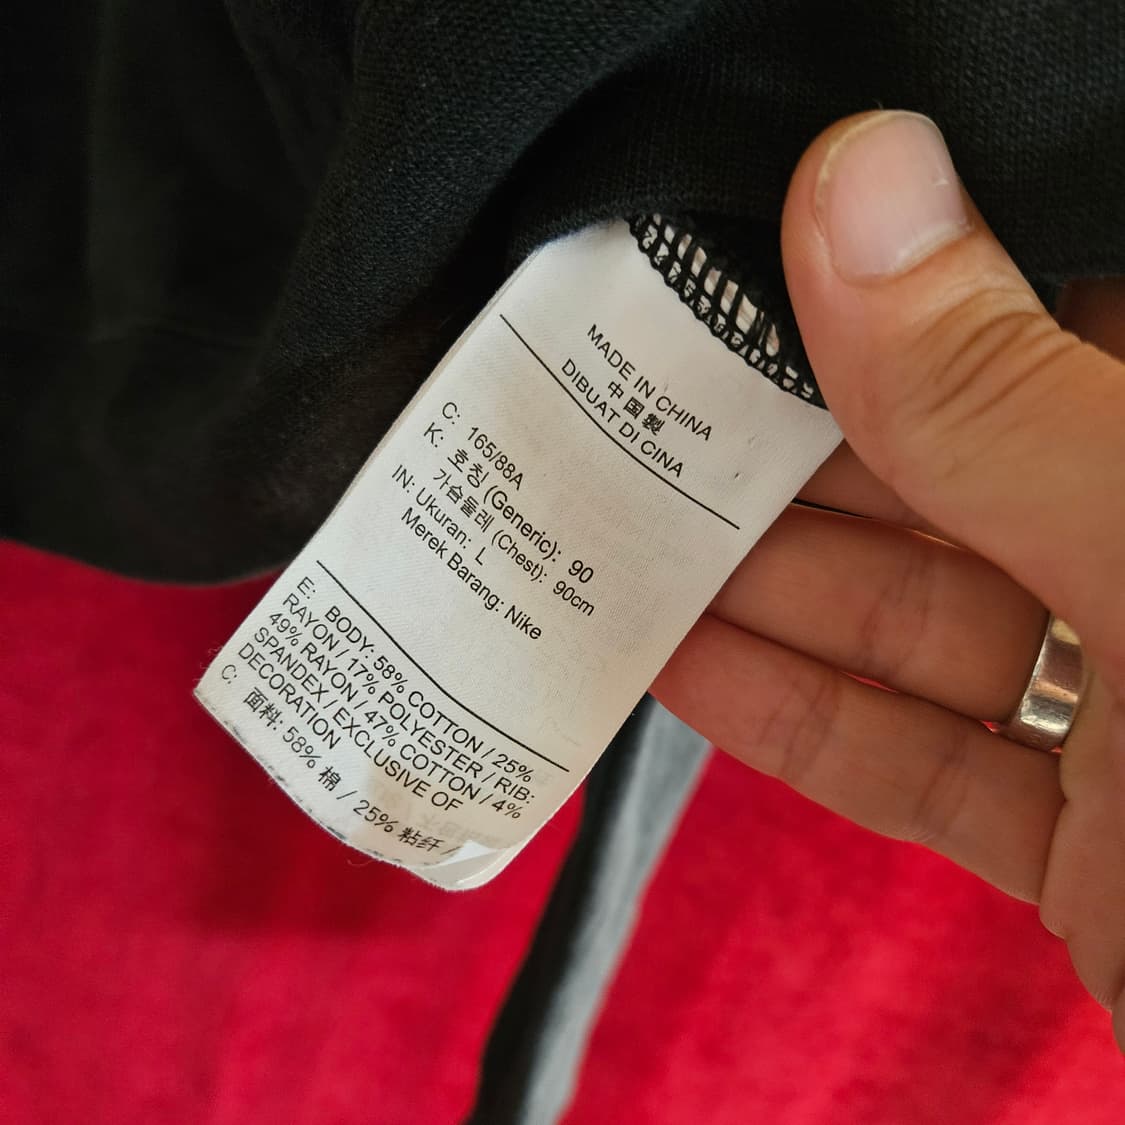 MADE IN CHINA
中国製
DIBUAT DI CINA
C: 165/88A
K: 호칭 (Generic): 90
가슴둘레 (Chest): 90cm
IN: Ukuran: L
Merek Barang: Nike
E: BODY: 58% COTTON / 25%
RAYON / 17% POLYESTER / RIB:
49% RAYON / 47% COTTON / 4%
SPANDEX / EXCLUSIVE OF
DECORATION
C: 面料: 58% 棉 / 25% 粘纤 /